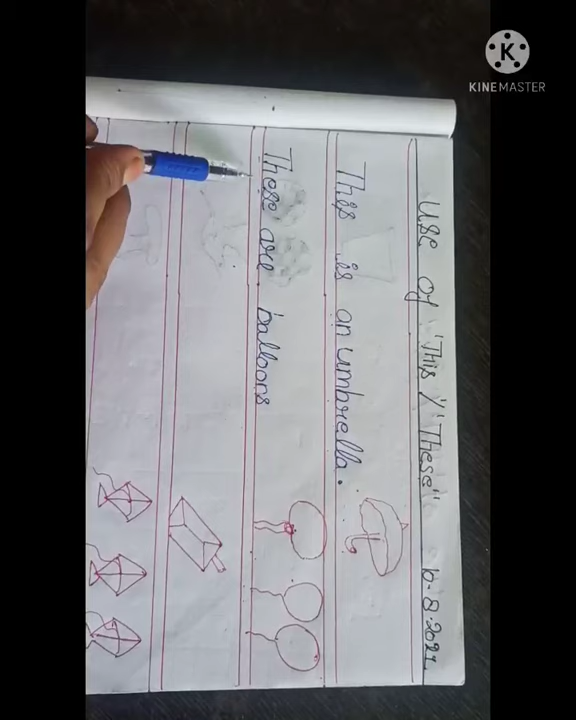 Use of "This"/"These" 10-8-2021
This is an umbrella.
These are balloons
K
KINEMASTER